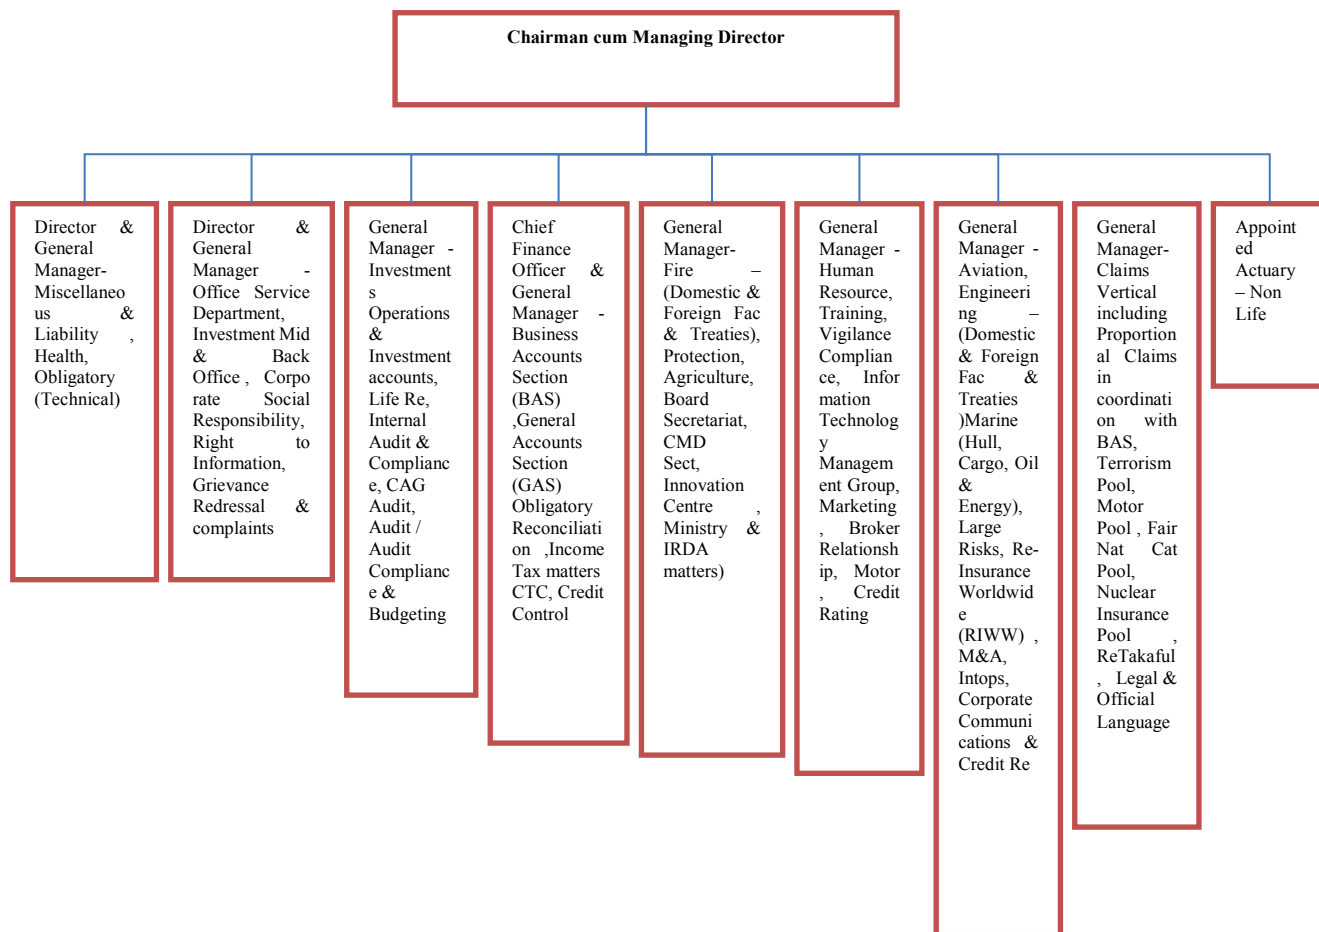 Chairman cum Managing Director
Director &
General
Manager-
Miscellaneo
us &
Liability ,
Health,
Obligatory
(Technical)
Director &
General
Manager -
Office Service
Department,
Investment Mid
& Back
Office , Corpo
rate Social
Responsibility,
Right to
Information,
Grievance
Redressal &
complaints
General
Manager -
Investment
s
Operations
&
Investment
accounts,
Life Re,
Internal
Audit &
Complianc
e, CAG
Audit,
Audit /
Audit
Complianc
e &
Budgeting
Chief
Finance
Officer &
General
Manager -
Business
Accounts
Section
(BAS)
,General
Accounts
Section
(GAS)
Obligatory
Reconciliati
on ,Income
Tax matters
CTC, Credit
Control
General
Manager-
Fire –
(Domestic &
Foreign Fac
& Treaties),
Protection,
Agriculture,
Board
Secretariat,
CMD
Sect,
Innovation
Centre ,
Ministry &
IRDA
matters)
General
Manager -
Human
Resource,
Training,
Vigilance
Complian
ce, Infor
mation
Technolog
y
Managem
ent Group,
Marketing
, Broker
Relationsh
ip, Motor
, Credit
Rating
General
Manager -
Aviation,
Engineeri
ng –
(Domestic
& Foreign
Fac &
Treaties
)Marine
(Hull,
Cargo, Oil
&
Energy),
Large
Risks, Re-
Insurance
Worldwid
e
(RIWW) ,
M&A,
Intops,
Corporate
Communi
cations &
Credit Re
General
Manager-
Claims
Vertical
including
Proportion
al Claims
in
coordinati
on with
BAS,
Terrorism
Pool,
Motor
Pool , Fair
Nat Cat
Pool,
Nuclear
Insurance
Pool ,
ReTakaful
, Legal &
Official
Language
Appoint
ed
Actuary
– Non
Life